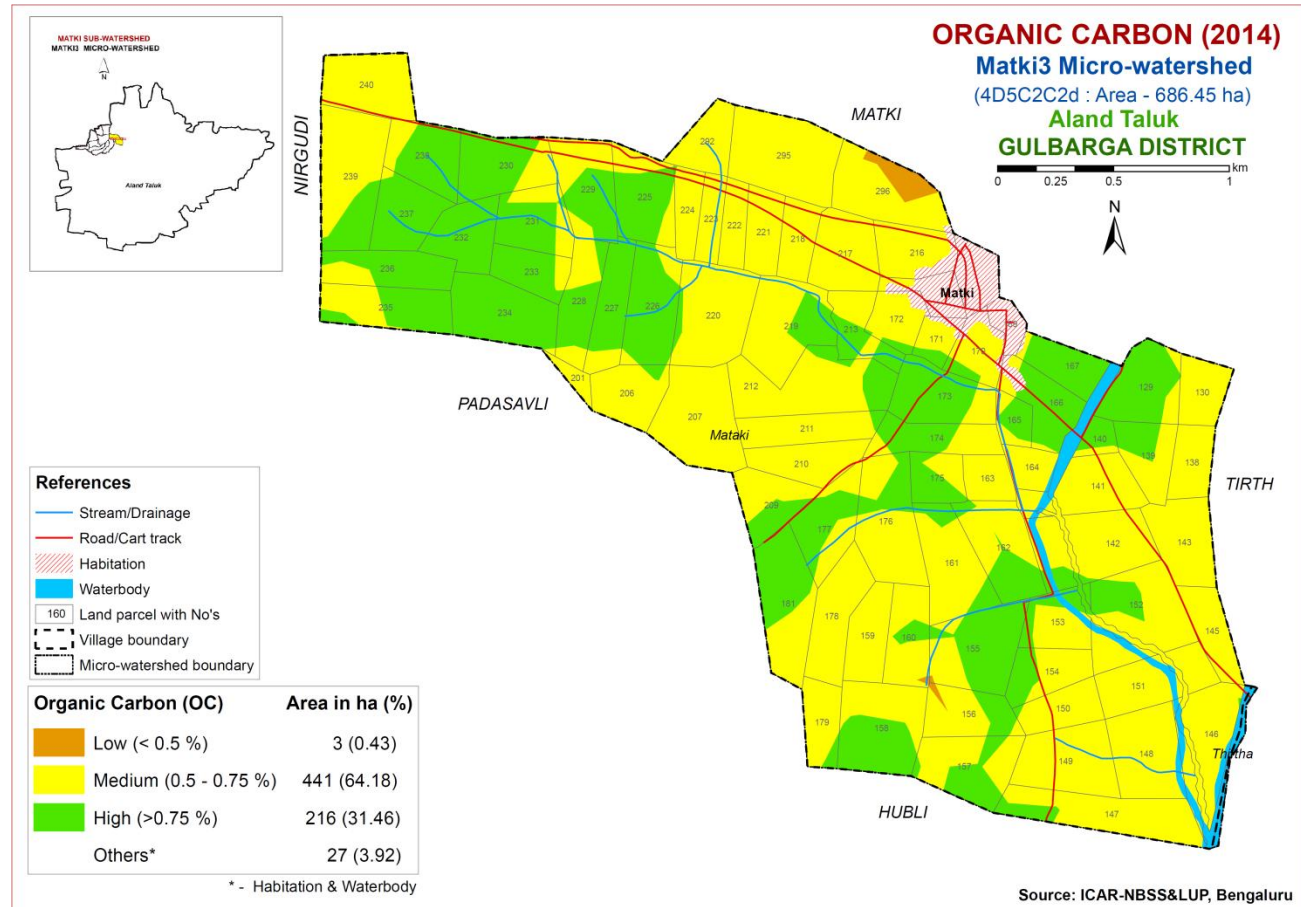 MATKI SUB-WATERSHED
MATKI3 MICRO-WATERSHED
N
Aland Taluk
ORGANIC CARBON (2014)
Matki3 Micro-watershed
(4D5C2C2d : Area - 686.45 ha)
Aland Taluk
GULBARGA DISTRICT
km
0 0.25 0.5 1
N
MATKI
NIRGUDI
PADASAVLI
TIRTH
HUBLI
Matki
Mataki
240
292
295
238
230
239
296
229
225
224
223
222
221
218
217
216
237
231
232
236
233
235
234
228
227
226
220
219
213
172
171
170
167
129
130
201
206
212
207
173
166
165
174
140
139
211
210
164
138
175
163
141
209
177
176
142
143
162
161
181
178
159
160
155
153
152
145
154
151
179
156
150
146
158
149
148
157
147
References
Stream/Drainage
Road/Cart track
Habitation
Waterbody
160 Land parcel with No's
Village boundary
Micro-watershed boundary
Organic Carbon (OC) Area in ha (%)
Low (< 0.5 %) 3 (0.43)
Medium (0.5 - 0.75 %) 441 (64.18)
High (>0.75 %) 216 (31.46)
Others* 27 (3.92)
* - Habitation & Waterbody
Source: ICAR-NBSS&LUP, Bengaluru